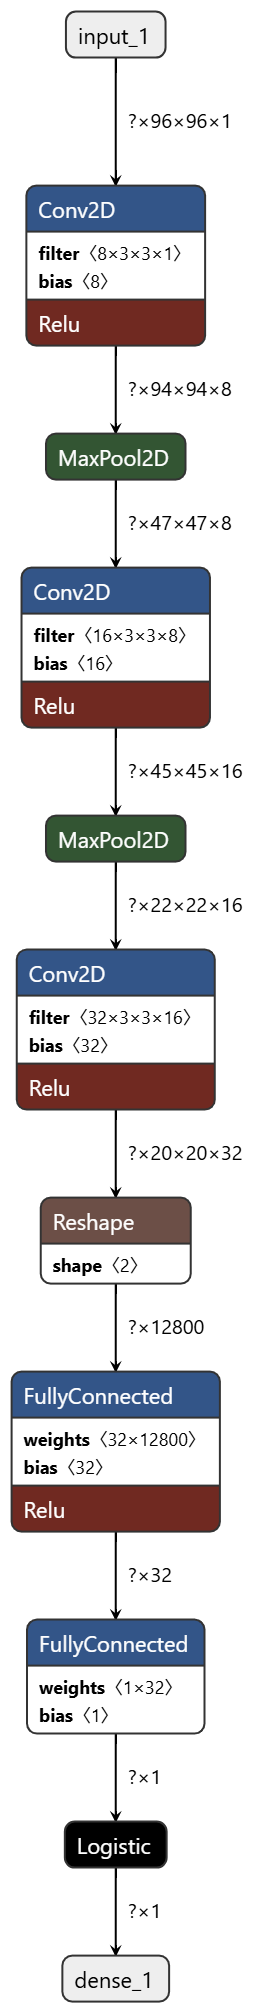 input_1
?×96×96×1
Conv2D
filter〈8×3×3×1〉
bias〈8〉
Relu
?×94×94×8
MaxPool2D
?×47×47×8
Conv2D
filter〈16×3×3×8〉
bias〈16〉
Relu
?×45×45×16
MaxPool2D
?×22×22×16
Conv2D
filter〈32×3×3×16〉
bias〈32〉
Relu
?×20×20×32
Reshape
shape〈2〉
?×12800
FullyConnected
weights〈32×12800〉
bias〈32〉
Relu
?×32
FullyConnected
weights〈1×32〉
bias〈1〉
?×1
Logistic
?×1
dense_1